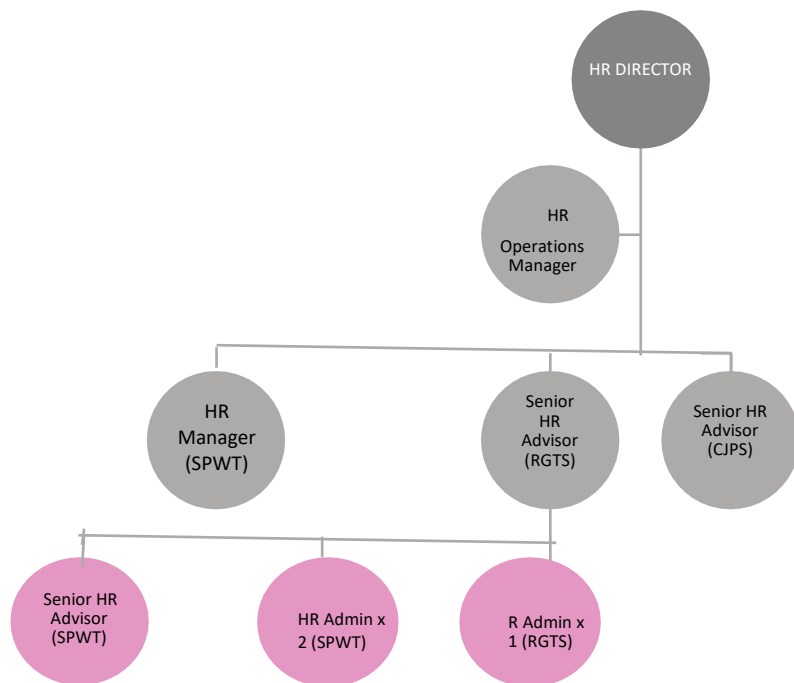 HR DIRECTOR
HR
Operations
Manager
HR
Manager
(SPWT)
Senior
HR
Advisor
(RGTS)
Senior HR
Advisor
(CJPS)
Senior HR
Advisor
(SPWT)
HR Admin x
2 (SPWT)
R Admin x
1 (RGTS)